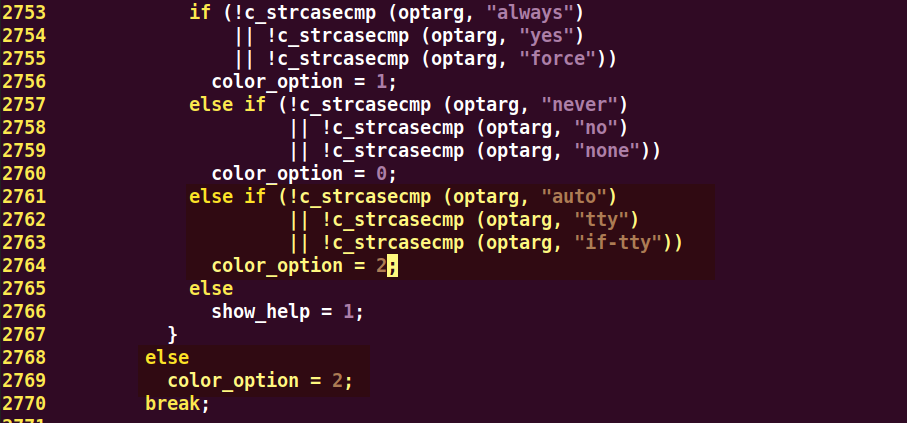 2753             if (!c_strcasecmp (optarg, "always")
2754                 || !c_strcasecmp (optarg, "yes")
2755                 || !c_strcasecmp (optarg, "force"))
2756               color_option = 1;
2757             else if (!c_strcasecmp (optarg, "never")
2758                      || !c_strcasecmp (optarg, "no")
2759                      || !c_strcasecmp (optarg, "none"))
2760               color_option = 0;
2761             else if (!c_strcasecmp (optarg, "auto")
2762                      || !c_strcasecmp (optarg, "tty")
2763                      || !c_strcasecmp (optarg, "if-tty"))
2764               color_option = 2;
2765             else
2766               show_help = 1;
2767           }
2768         else
2769           color_option = 2;
2770         break;